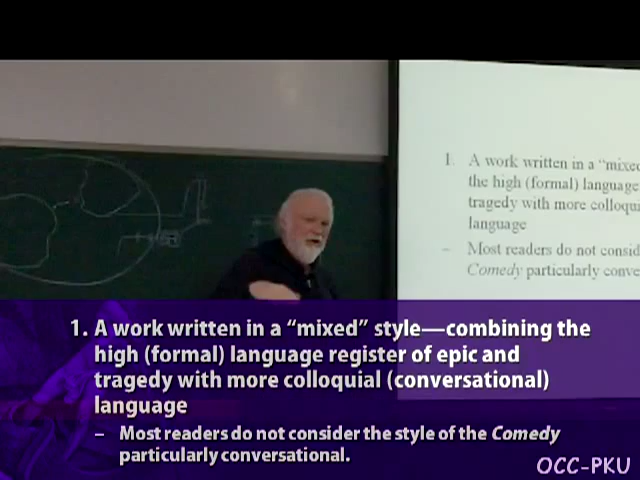 1. A work written in a “mixed
the high (formal) language
tragedy with more colloqui
language
– Most readers do not consid
Comedy particularly conve
1. A work written in a “mixed” style—combining the
high (formal) language register of epic and
tragedy with more colloquial (conversational)
language
– Most readers do not consider the style of the Comedy
particularly conversational.
OCC-PKU